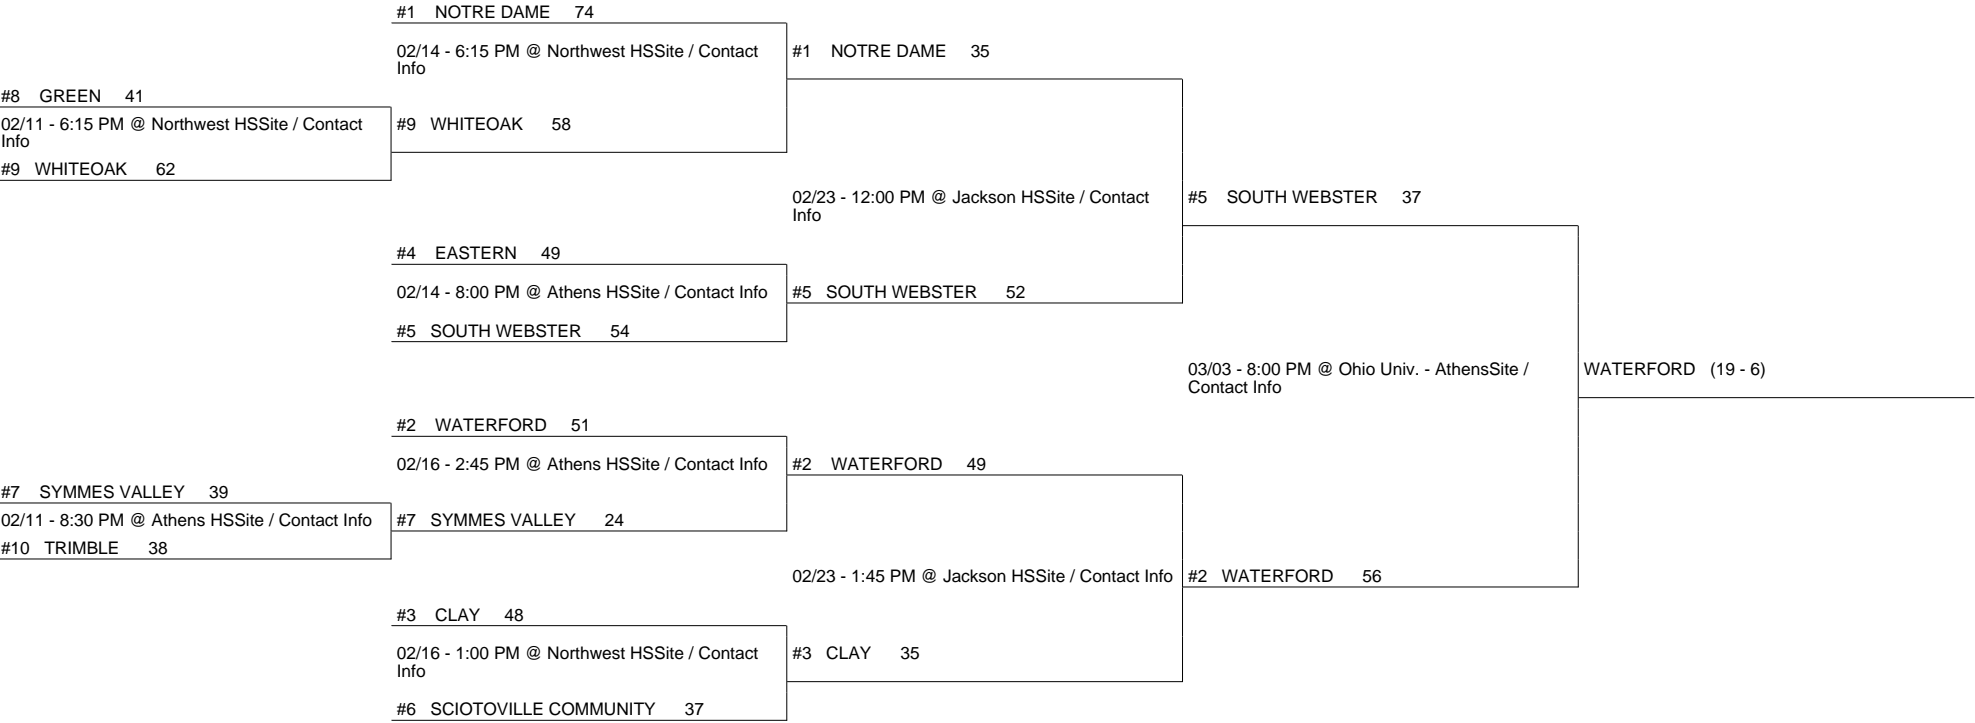 #1 NOTRE DAME 74
02/14 - 6:15 PM @ Northwest HSSite / Contact
Info
#1 NOTRE DAME 35
#8 GREEN 41
02/11 - 6:15 PM @ Northwest HSSite / Contact
Info
#9 WHITEOAK 58
#9 WHITEOAK 62
02/23 - 12:00 PM @ Jackson HSSite / Contact
Info
#5 SOUTH WEBSTER 37
#4 EASTERN 49
02/14 - 8:00 PM @ Athens HSSite / Contact Info
#5 SOUTH WEBSTER 52
#5 SOUTH WEBSTER 54
03/03 - 8:00 PM @ Ohio Univ. - AthensSite /
Contact Info
WATERFORD (19 - 6)
#2 WATERFORD 51
02/16 - 2:45 PM @ Athens HSSite / Contact Info
#2 WATERFORD 49
#7 SYMMES VALLEY 39
02/11 - 8:30 PM @ Athens HSSite / Contact Info
#7 SYMMES VALLEY 24
#10 TRIMBLE 38
02/23 - 1:45 PM @ Jackson HSSite / Contact Info
#2 WATERFORD 56
#3 CLAY 48
02/16 - 1:00 PM @ Northwest HSSite / Contact
Info
#3 CLAY 35
#6 SCIOTOVILLE COMMUNITY 37